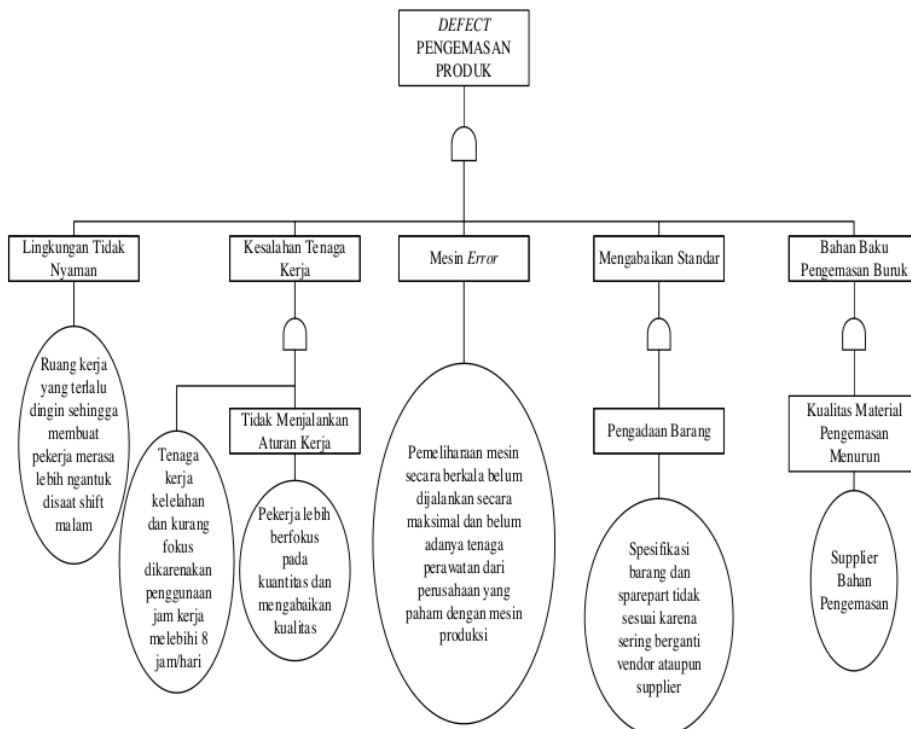 DEFECT
PENGEMASAN
PRODUK
Lingkungan Tidak
Nyaman
Kesalahan Tenaga
Kerja
Mesin Error
Mengabaikan Standar
Bahan Baku
Pengemasan Buruk
Ruang kerja
yang terlalu
dingin sehingga
membuat
pekerja merasa
lebih ngantuk
disaat shift
malam
Tenaga
kerja
kelelahan
dan kurang
fokus
dikarenakan
penggunaan
jam kerja
melebihi 8
jam/hari
Tidak Menjalankan
Aturan Kerja
Pekerja lebih
berfokus
pada
kuantitas dan
mengabaikan
kualitas
Pemeliharaan mesin
secara berkala belum
dijalankan secara
maksimal dan belum
adanya tenaga
perawatan dari
perusahaan yang
paham dengan mesin
produksi
Pengadaan Barang
Spesifikasi
barang dan
sparepart tidak
sesuai karena
sering berganti
vendor ataupun
supplier
Kualitas Material
Pengemasan
Menurun
Supplier
Bahan
Pengemasan